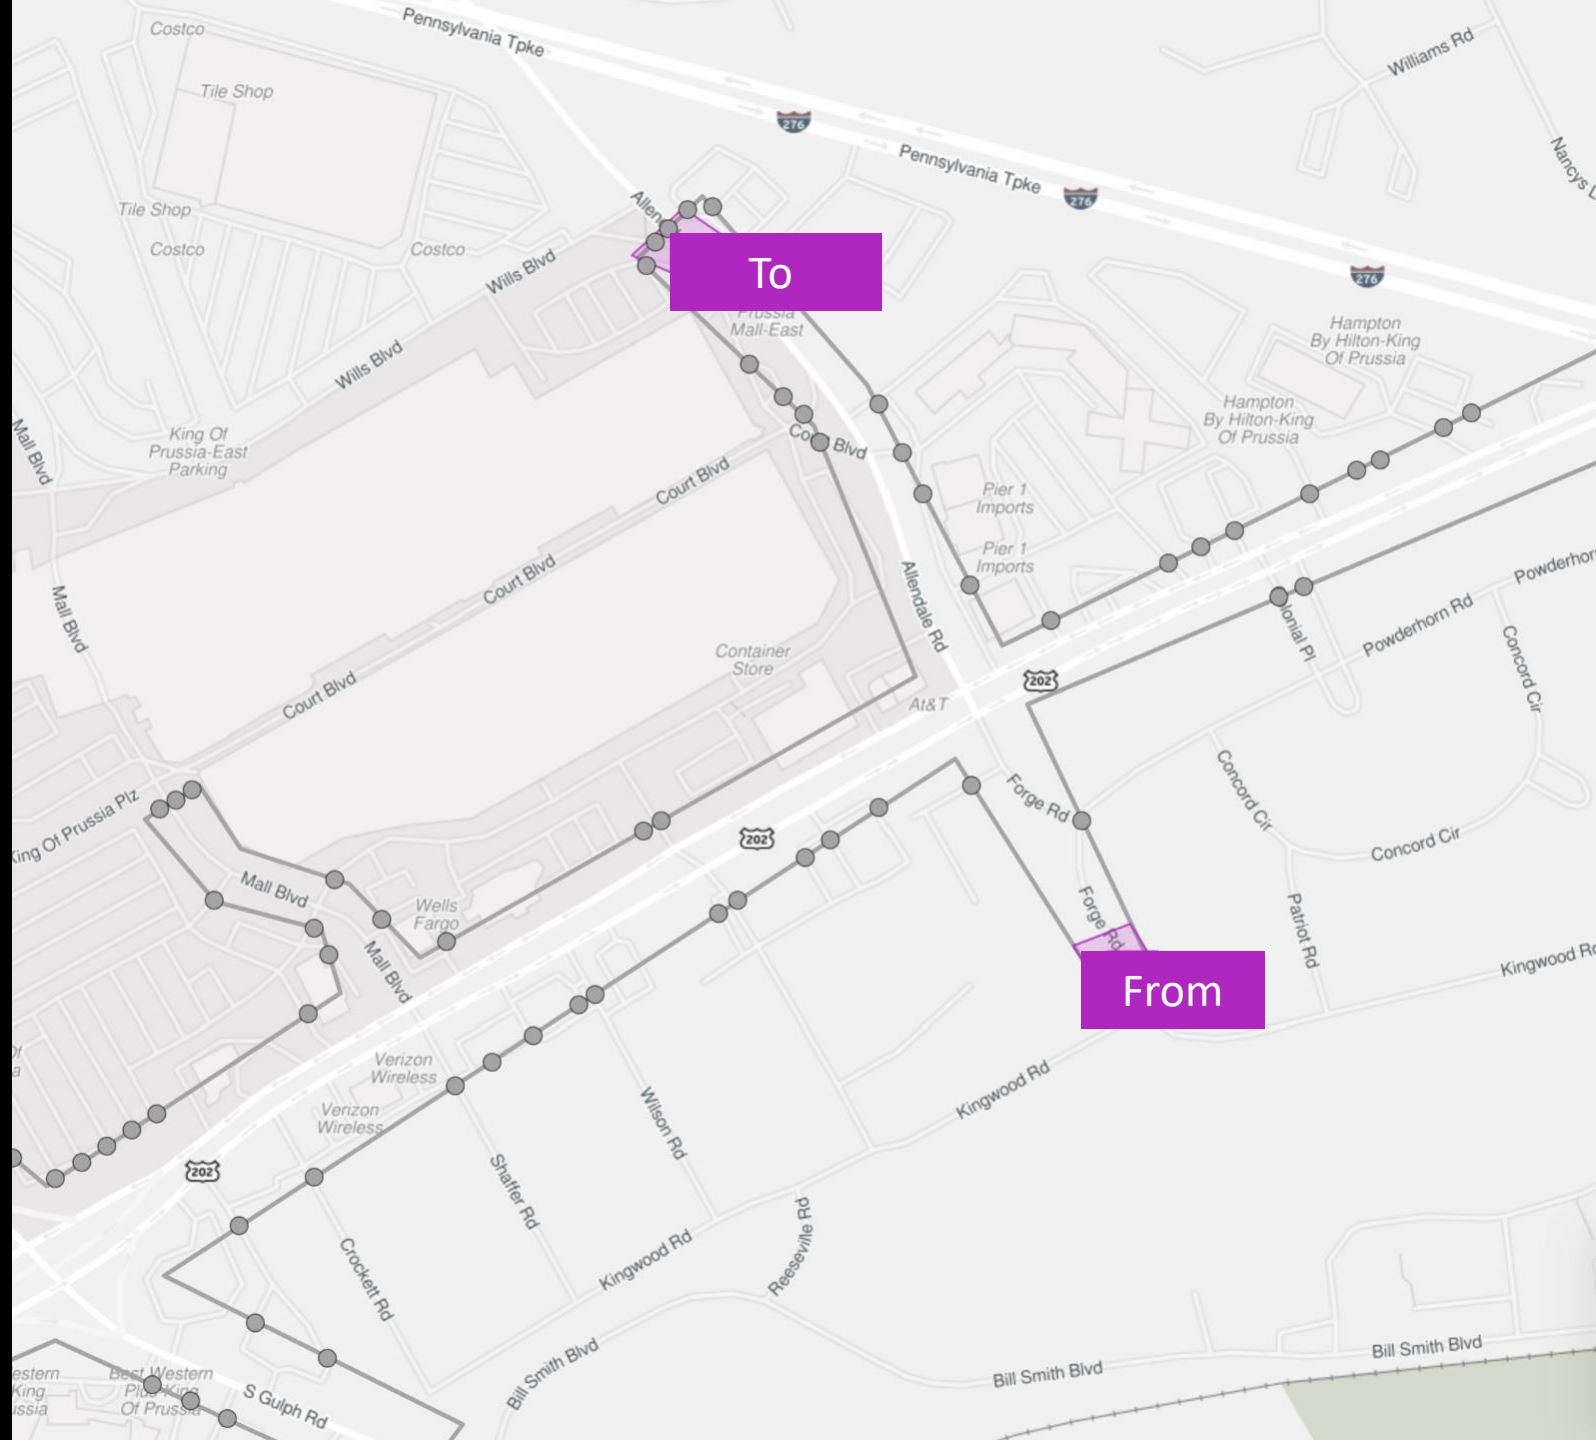 Costco
Pennsylvania Tpke
Williams Rd
Tile Shop
276
Pennsylvania Tpke
276
Tile Shop
Costco
Costco
Wills Blvd
To
276
Mall-East
Hampton
By Hilton-King
Of Prussia
Wills Blvd
Hampton
By Hilton-King
Of Prussia
Mall Blvd
King Of
Prussia-East
Parking
Blvd
Court Blvd
Pier 1
Imports
Pier 1
Imports
Court Blvd
Allendale Rd
Mall Blvd
Powderhorn Rd
Concord Cir
Container
Store
Court Blvd
202
At&T
Forge Rd
Concord Cir
King Of Prussia Plz
202
Concord Cir
Mall Blvd
Wells
Fargo
Forge Rd
Patriot Rd
Mall Blvd
Kingwood Rd
From
Verizon
Wireless
Verizon
Wireless
Wilson Rd
Kingwood Rd
202
Shaffer Rd
Reeseville Rd
Kingwood Rd
Crockett Rd
Bill Smith Blvd
Bill Smith Blvd
Bill Smith Blvd
Best Western
Plus King
Of Prussia
S Gulph Rd